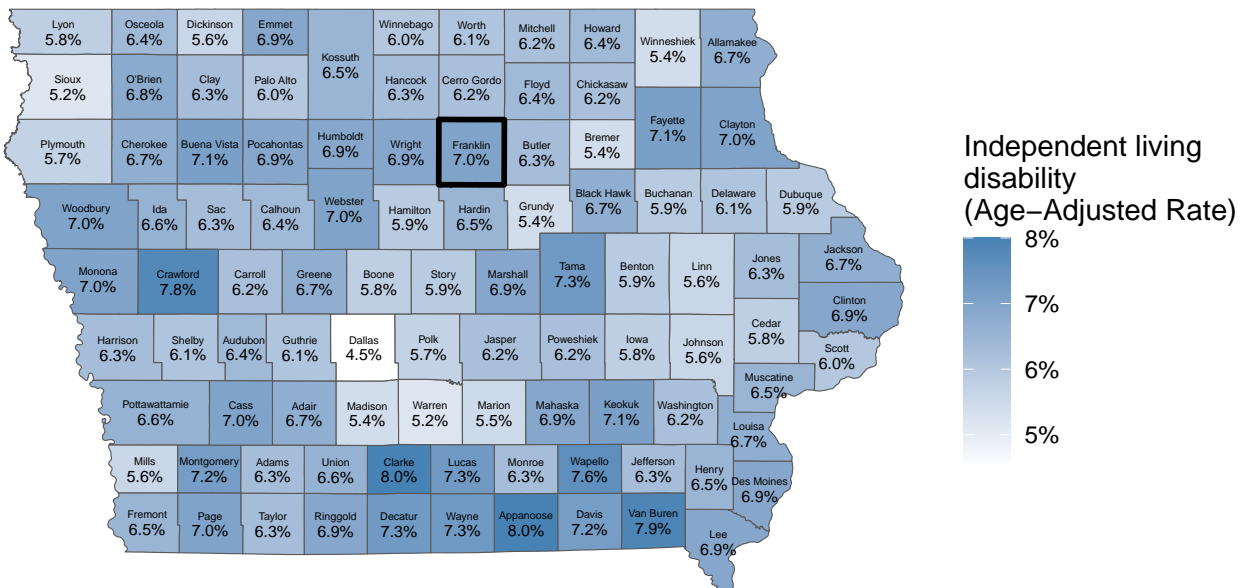 Lyon
5.8%
Osceola
6.4%
Dickinson
5.6%
Emmet
6.9%
Kossuth
6.5%
Winnebago
6.0%
Worth
6.1%
Mitchell
6.2%
Howard
6.4%
Winneshiek
5.4%
Allamakee
6.7%
Sioux
5.2%
O'Brien
6.8%
Clay
6.3%
Palo Alto
6.0%
Hancock
6.3%
Cerro Gordo
6.2%
Floyd
6.4%
Chickasaw
6.2%
Fayette
7.1%
Clayton
7.0%
Plymouth
5.7%
Cherokee
6.7%
Buena Vista
7.1%
Pocahontas
6.9%
Humboldt
6.9%
Wright
6.9%
Franklin
7.0%
Butler
6.3%
Bremer
5.4%
Woodbury
7.0%
Ida
6.6%
Sac
6.3%
Calhoun
6.4%
Webster
7.0%
Hamilton
5.9%
Hardin
6.5%
Grundy
5.4%
Black Hawk
6.7%
Buchanan
5.9%
Delaware
6.1%
Dubuque
5.9%
Monona
7.0%
Crawford
7.8%
Carroll
6.2%
Greene
6.7%
Boone
5.8%
Story
5.9%
Marshall
6.9%
Tama
7.3%
Benton
5.9%
Linn
5.6%
Jones
6.3%
Jackson
6.7%
Clinton
6.9%
Harrison
6.3%
Shelby
6.1%
Audubon
6.4%
Guthrie
6.1%
Dallas
4.5%
Polk
5.7%
Jasper
6.2%
Poweshiek
6.2%
Iowa
5.8%
Johnson
5.6%
Cedar
5.8%
Scott
6.0%
Muscatine
6.5%
Pottawattamie
6.6%
Cass
7.0%
Adair
6.7%
Madison
5.4%
Warren
5.2%
Marion
5.5%
Mahaska
6.9%
Keokuk
7.1%
Washington
6.2%
Louisa
6.7%
Mills
5.6%
Montgomery
7.2%
Adams
6.3%
Union
6.6%
Clarke
8.0%
Lucas
7.3%
Monroe
6.3%
Wapello
7.6%
Jefferson
6.3%
Henry
6.5%
Des Moines
6.9%
Fremont
6.5%
Page
7.0%
Taylor
6.3%
Ringgold
6.9%
Decatur
7.3%
Wayne
7.3%
Appanoose
8.0%
Davis
7.2%
Van Buren
7.9%
Lee
6.9%
Independent living
disability
(Age−Adjusted Rate)
8%
7%
6%
5%